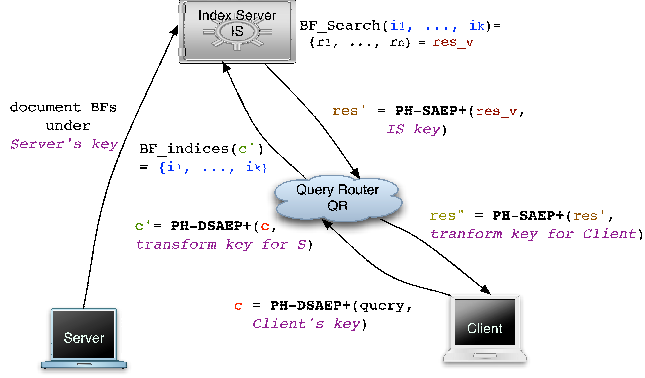 Index Server
IS
BF_Search(i1, ..., ik)=
{r1, ..., rn} = res_v
document BFs
under
Server's key
res' = PH-SAEP+(res_v,
IS key)
BF_indices(c')
= {i1, ..., ik}
Query Router
QR
c'= PH-DSAEP+(c,
transform key for S)
res" = PH-SAEP+(res',
tranform key for Client)
c = PH-DSAEP+(query,
Client's key)
Server
Client